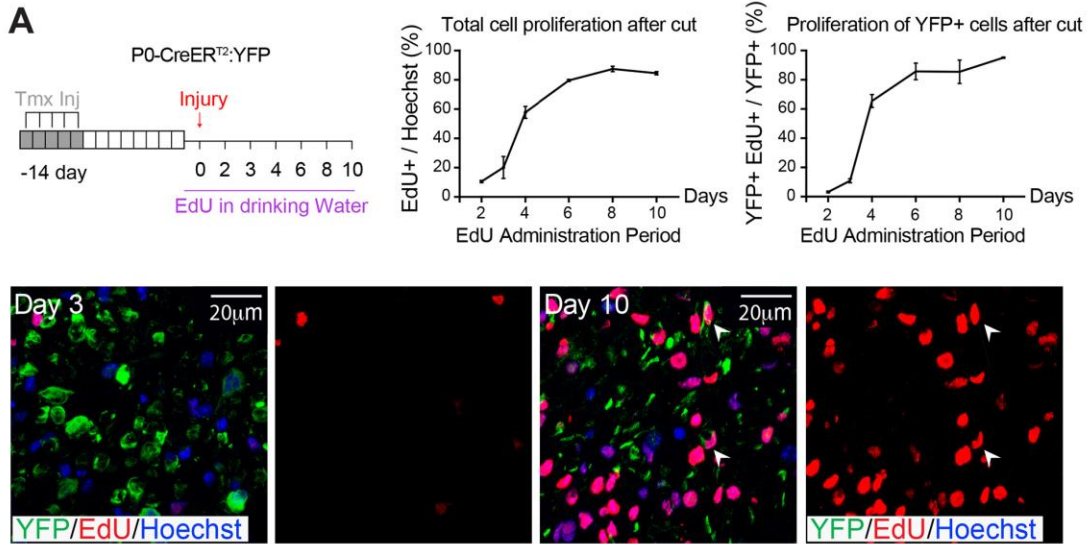 A
P0-CreERT2:YFP
Tmx Inj
Injury
-14 day
0 2 3 4 6 8 10
EdU in drinking Water
Total cell proliferation after cut
EdU+ / Hoechst (%)
100
80
60
40
20
0
2 4 6 8 10
Days
EdU Administration Period
Proliferation of YFP+ cells after cut
YFP+ EdU+ / YFP+ (%)
100
80
60
40
20
0
2 4 6 8 10
Days
EdU Administration Period
Day 3
20μm
YFP/EdU/Hoechst
Day 10
20μm
YFP/EdU/Hoechst